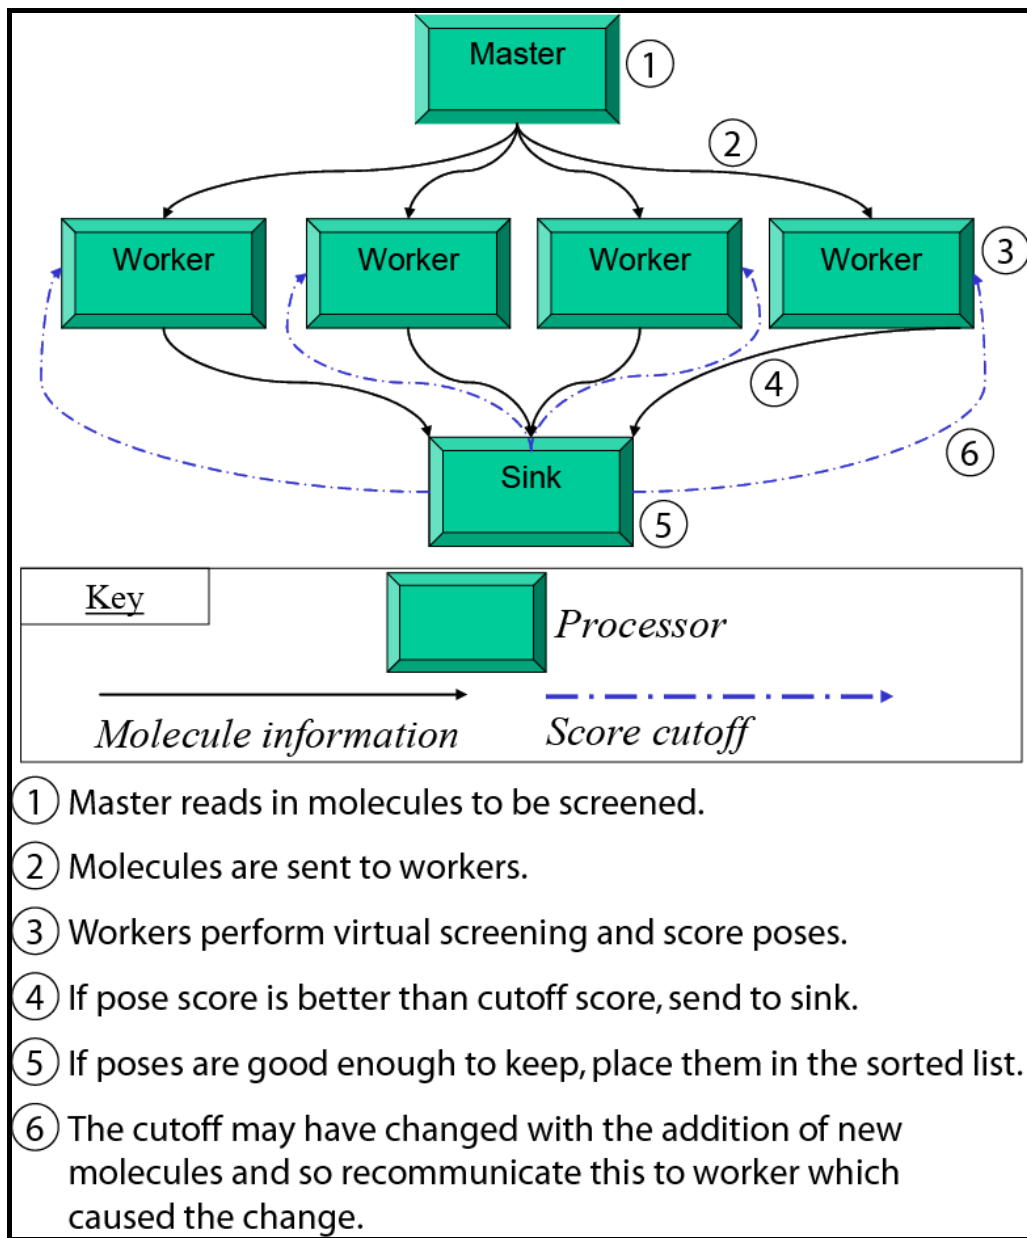 Master
1
2
Worker
Worker
Worker
Worker
3
4
6
Sink
5
Key
Processor
Molecule information
Score cutoff
1 Master reads in molecules to be screened.
2 Molecules are sent to workers.
3 Workers perform virtual screening and score poses.
4 If pose score is better than cutoff score, send to sink.
5 If poses are good enough to keep, place them in the sorted list.
6 The cutoff may have changed with the addition of new
molecules and so recommunicate this to worker which
caused the change.